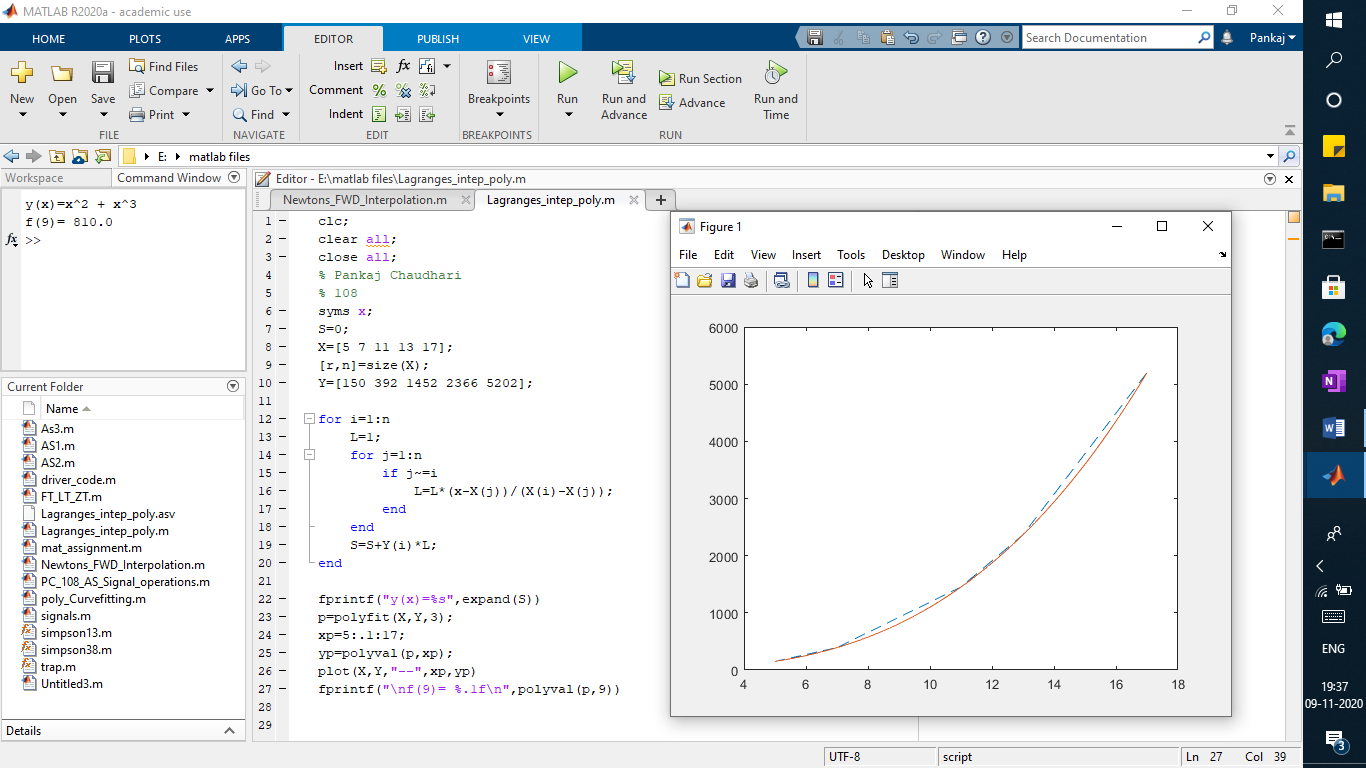 MATLAB R2020a - academic use
HOME PLOTS APPS EDITOR PUBLISH VIEW
Search Documentation
Pankaj
New Open Save
Find Files
Compare
Print
FILE
Go To
Find
NAVIGATE
Insert
Comment
Indent
fx
EDIT
Breakpoints
BREAKPOINTS
Run
Run and Advance
Run Section
Advance
Run and Time
RUN
E: matlab files
Workspace Command Window
y(x)=x^2 + x^3
f(9)= 810.0
fx >>
Current Folder
Name
As3.m
AS1.m
AS2.m
driver_code.m
FT_LT_ZT.m
Lagranges_intep_poly.asv
Lagranges_intep_poly.m
mat_assignment.m
Newtons_FWD_Interpolation.m
PC_108_AS_Signal_operations.m
poly_Curvefitting.m
signals.m
simpson13.m
simpson38.m
trap.m
Untitled3.m
Details
Editor - E:\matlab files\Lagranges_intep_poly.m
Newtons_FWD_Interpolation.m Lagranges_intep_poly.m
1 clc;
2 clear all;
3 close all;
4 % Pankaj Chaudhari
5 % 108
6 syms x;
7 S=0;
8 X=[5 7 11 13 17];
9 [r,n]=size(X);
10 Y=[150 392 1452 2366 5202];
11
12 for i=1:n
13 L=1;
14 for j=1:n
15 if j~=i
16 L=L*(x-X(j))/(X(i)-X(j));
17 end
18 end
19 S=S+Y(i)*L;
20 end
21
22 fprintf("y(x)=%s",expand(S))
23 p=polyfit(X,Y,3);
24 xp=5:.1:17;
25 yp=polyval(p,xp);
26 plot(X,Y,"--",xp,yp)
27 fprintf("\nf(9)= %.1f\n",polyval(p,9))
28
29
Figure 1
File Edit View Insert Tools Desktop Window Help
6000
5000
4000
3000
2000
1000
0
4 6 8 10 12 14 16 18
UTF-8 script Ln 27 Col 39
ENG
19:37
09-11-2020
3